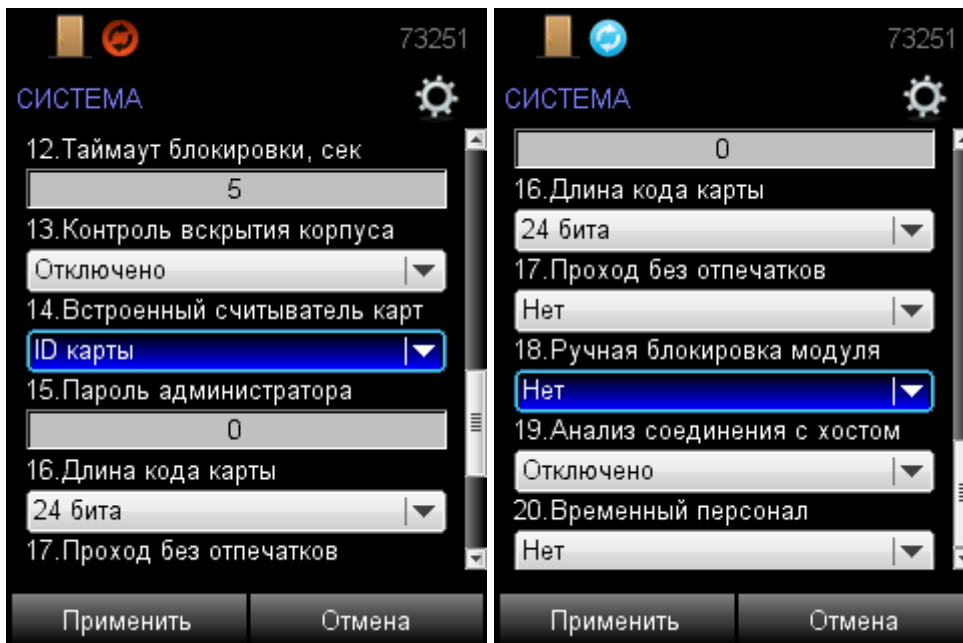 73251
СИСТЕМА
12.Таймаут блокировки, сек
5
13.Контроль вскрытия корпуса
Отключено
14.Встроенный считыватель карт
ID карты
15.Пароль администратора
0
16.Длина кода карты
24 бита
17.Проход без отпечатков
Применить
Отмена
73251
СИСТЕМА
0
16.Длина кода карты
24 бита
17.Проход без отпечатков
Нет
18.Ручная блокировка модуля
Нет
19.Анализ соединения с хостом
Отключено
20.Временный персонал
Нет
Применить
Отмена